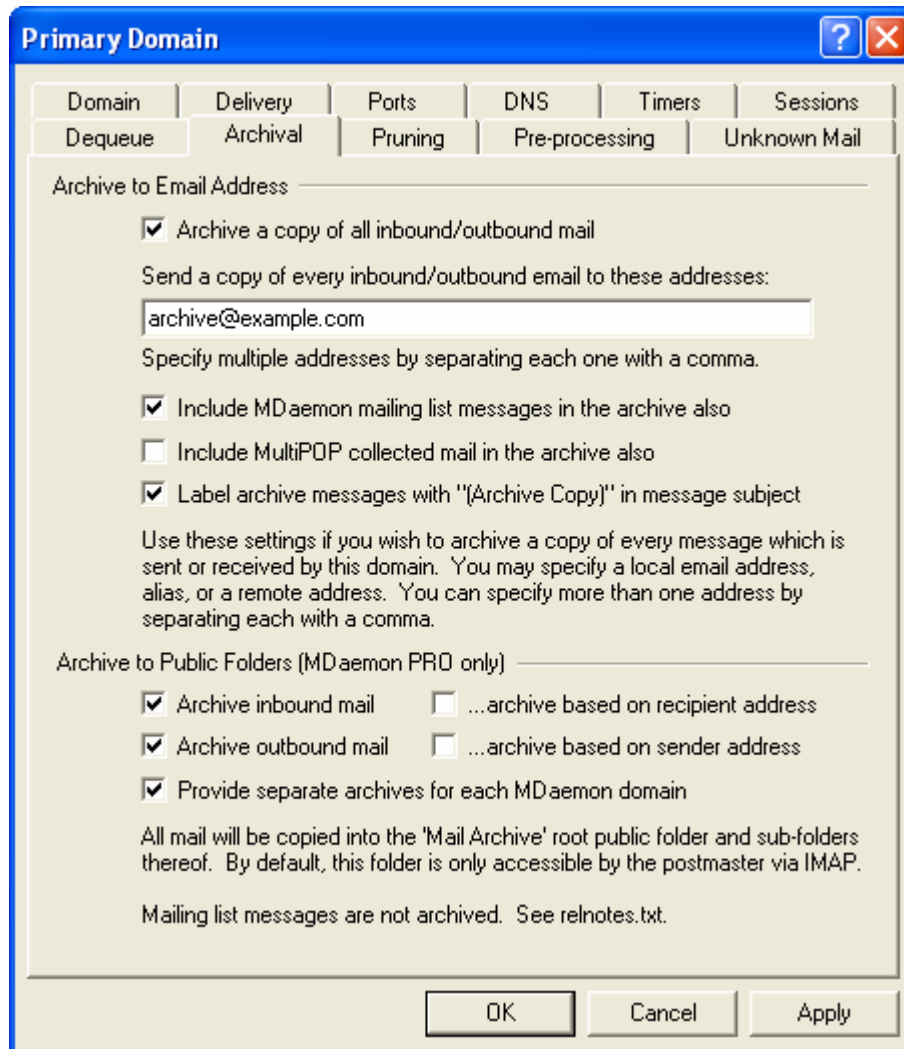 Primary Domain
Domain Delivery Ports DNS Timers Sessions
Dequeue Archival Pruning Pre-processing Unknown Mail
Archive to Email Address
Archive a copy of all inbound/outbound mail
Send a copy of every inbound/outbound email to these addresses:
archive@example.com
Specify multiple addresses by separating each one with a comma.
Include MDaemon mailing list messages in the archive also
Include MultiPOP collected mail in the archive also
Label archive messages with "(Archive Copy)" in message subject
Use these settings if you wish to archive a copy of every message which is
sent or received by this domain. You may specify a local email address,
alias, or a remote address. You can specify more than one address by
separating each with a comma.
Archive to Public Folders (MDaemon PRO only)
Archive inbound mail ...archive based on recipient address
Archive outbound mail ...archive based on sender address
Provide separate archives for each MDaemon domain
All mail will be copied into the 'Mail Archive' root public folder and sub-folders
thereof. By default, this folder is only accessible by the postmaster via IMAP.
Mailing list messages are not archived. See relnotes.txt.
OK Cancel Apply